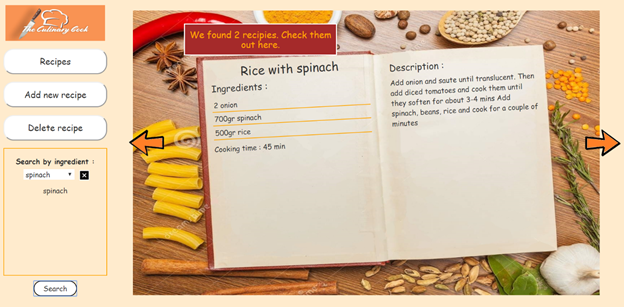 The Culinary Cook
Recipes
Add new recipe
Delete recipe
Search by ingredient :
spinach
spinach
Search
We found 2 recipies. Check them
out here.
Rice with spinach
Ingredients :
2 onion
700gr spinach
500gr rice
Cooking time : 45 min
Description :
Add onion and saute until translucent. Then
add diced tomatoes and cook them until
they soften for about 3-4 mins Add
spinach, beans, rice and cook for a couple of
minutes